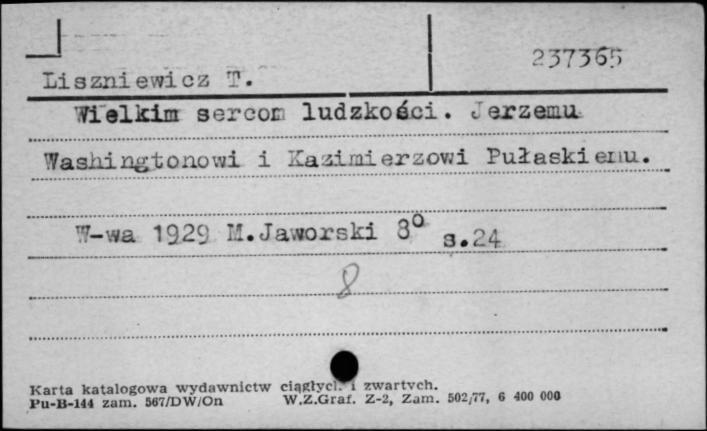 237365
Liszniewicz T.
Wielkim sercom ludzkości. Jerzemu
Washingtonowi i Kazimierzowi Pułaskiemu.
W-wa 1929 M.Jaworski 8° s.24
8
Karta katalogowa wydawnictw ciągłych i zwartych.
Pu-B-144 zam. 567/DW/On W.Z.Graf. Z-2, Zam. 502/77, 6 400 000